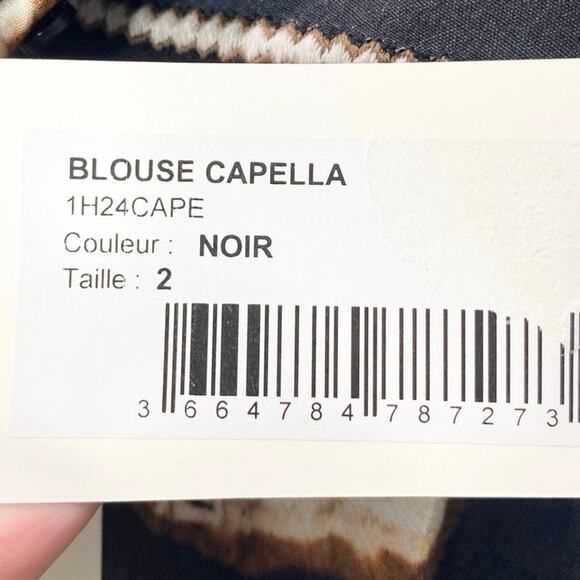 BLOUSE CAPELLA
1H24CAPE
Couleur : NOIR
Taille : 2
3 664784 787273